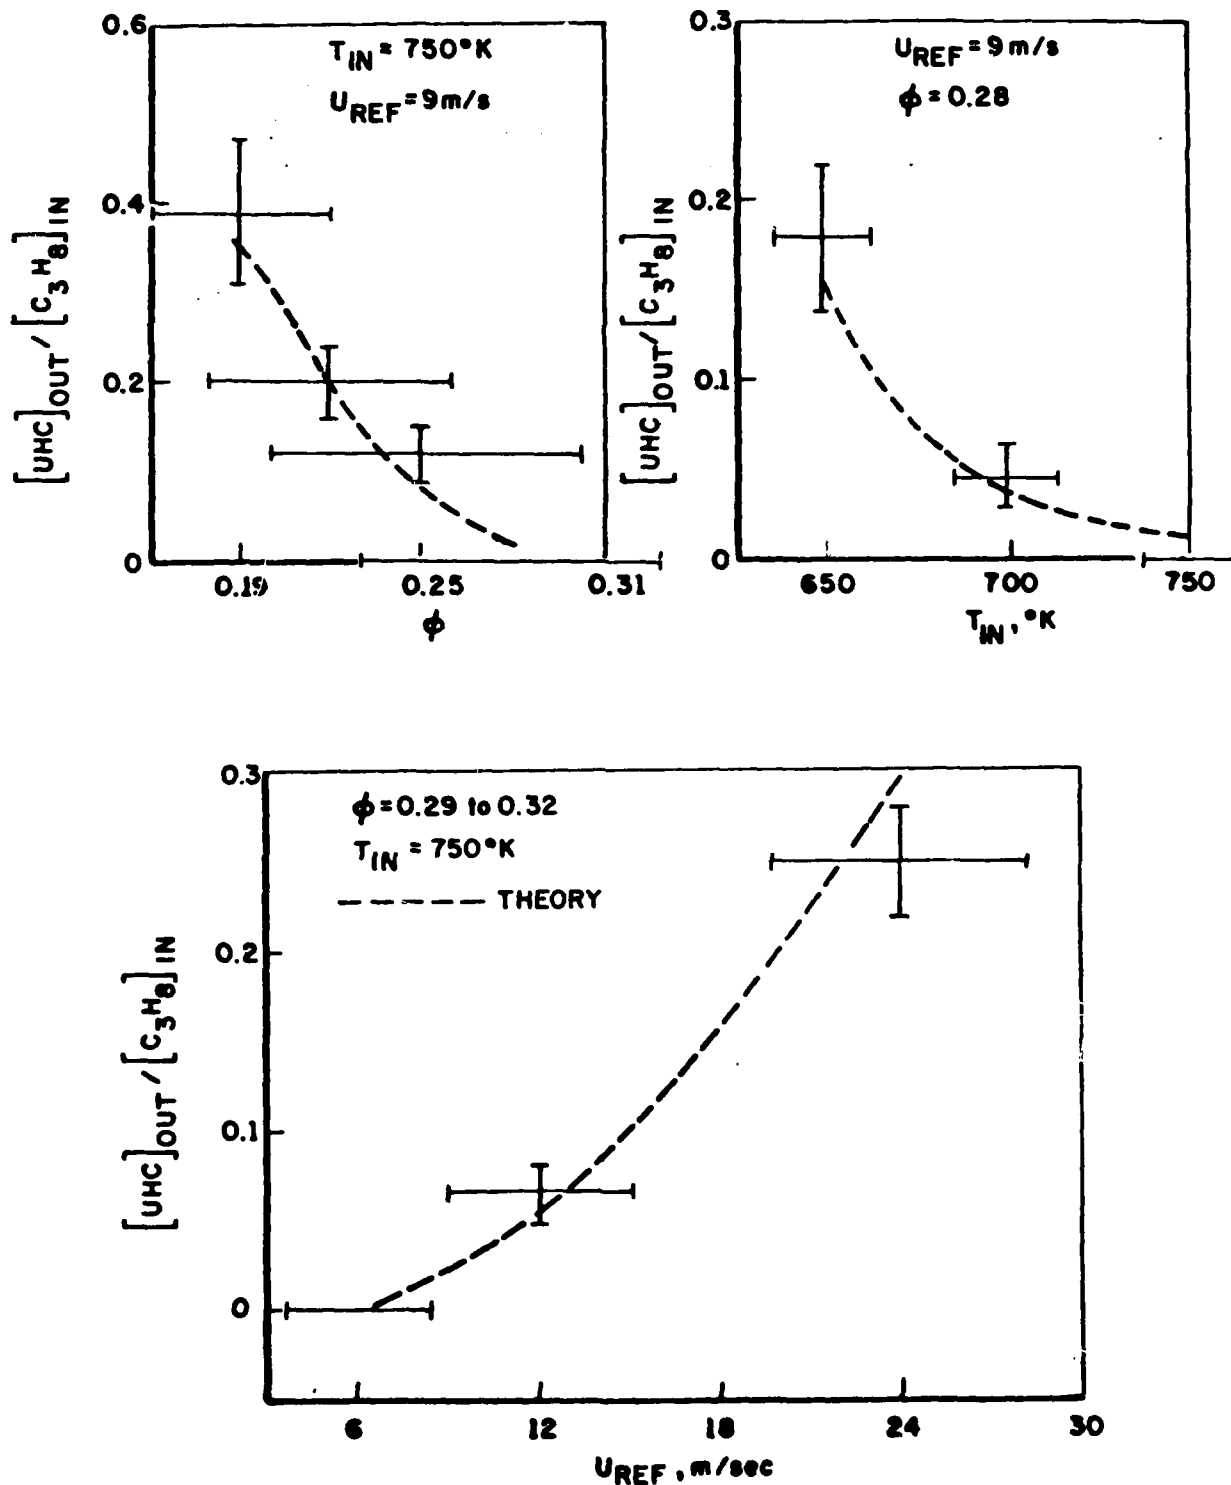 T_IN = 750°K
U_REF = 9 m/s
0.6
0.4
0.2
0
[UHC]_OUT / [C_3H_8]_IN
0.19 0.25 0.31
ϕ
U_REF = 9 m/s
ϕ = 0.28
0.3
0.2
0.1
0
[UHC]_OUT / [C_3H_8]_IN
650 700 750
T_IN, °K
ϕ = 0.29 to 0.32
T_IN = 750°K
THEORY
0.3
0.2
0.1
0
[UHC]_OUT / [C_3H_8]_IN
6 12 18 24 30
U_REF, m/sec